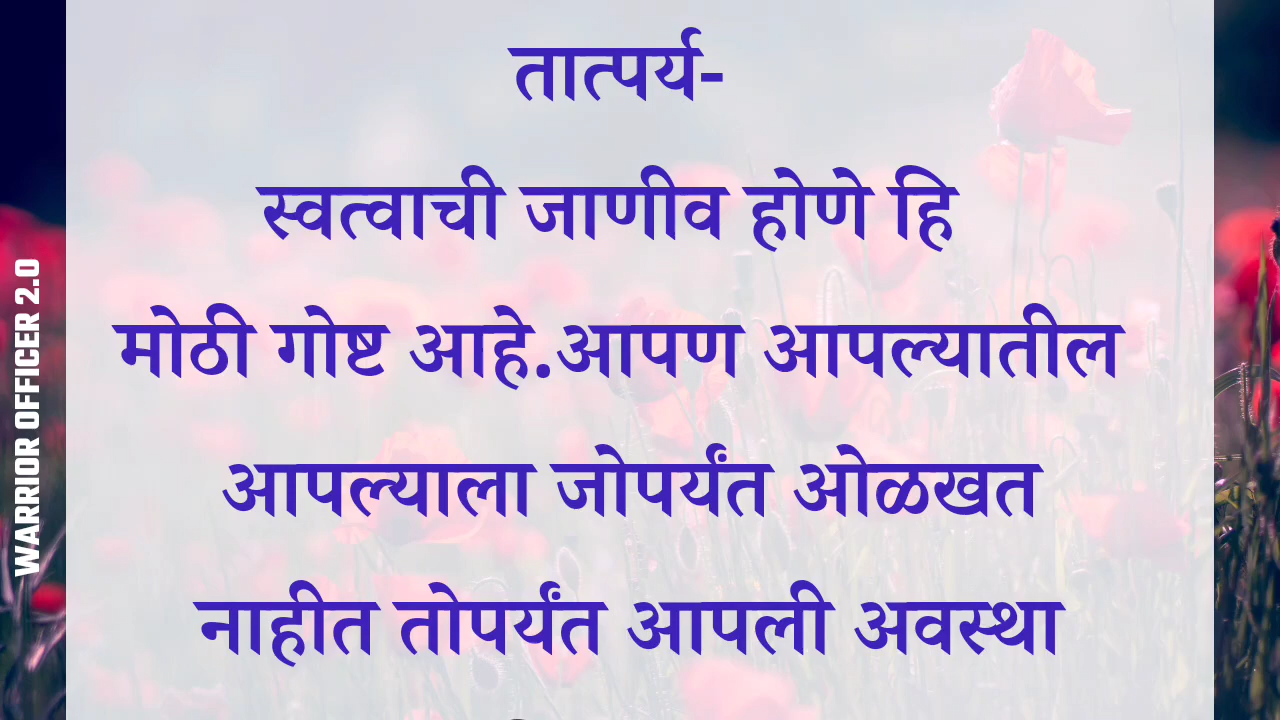 तात्पर्य-
स्वत्वाची जाणीव होणे हि
मोठी गोष्ट आहे.आपण आपल्यातील
आपल्याला जोपर्यंत ओळखत
नाहीत तोपर्यंत आपली अवस्था
WARRIOR OFFICER 2.0